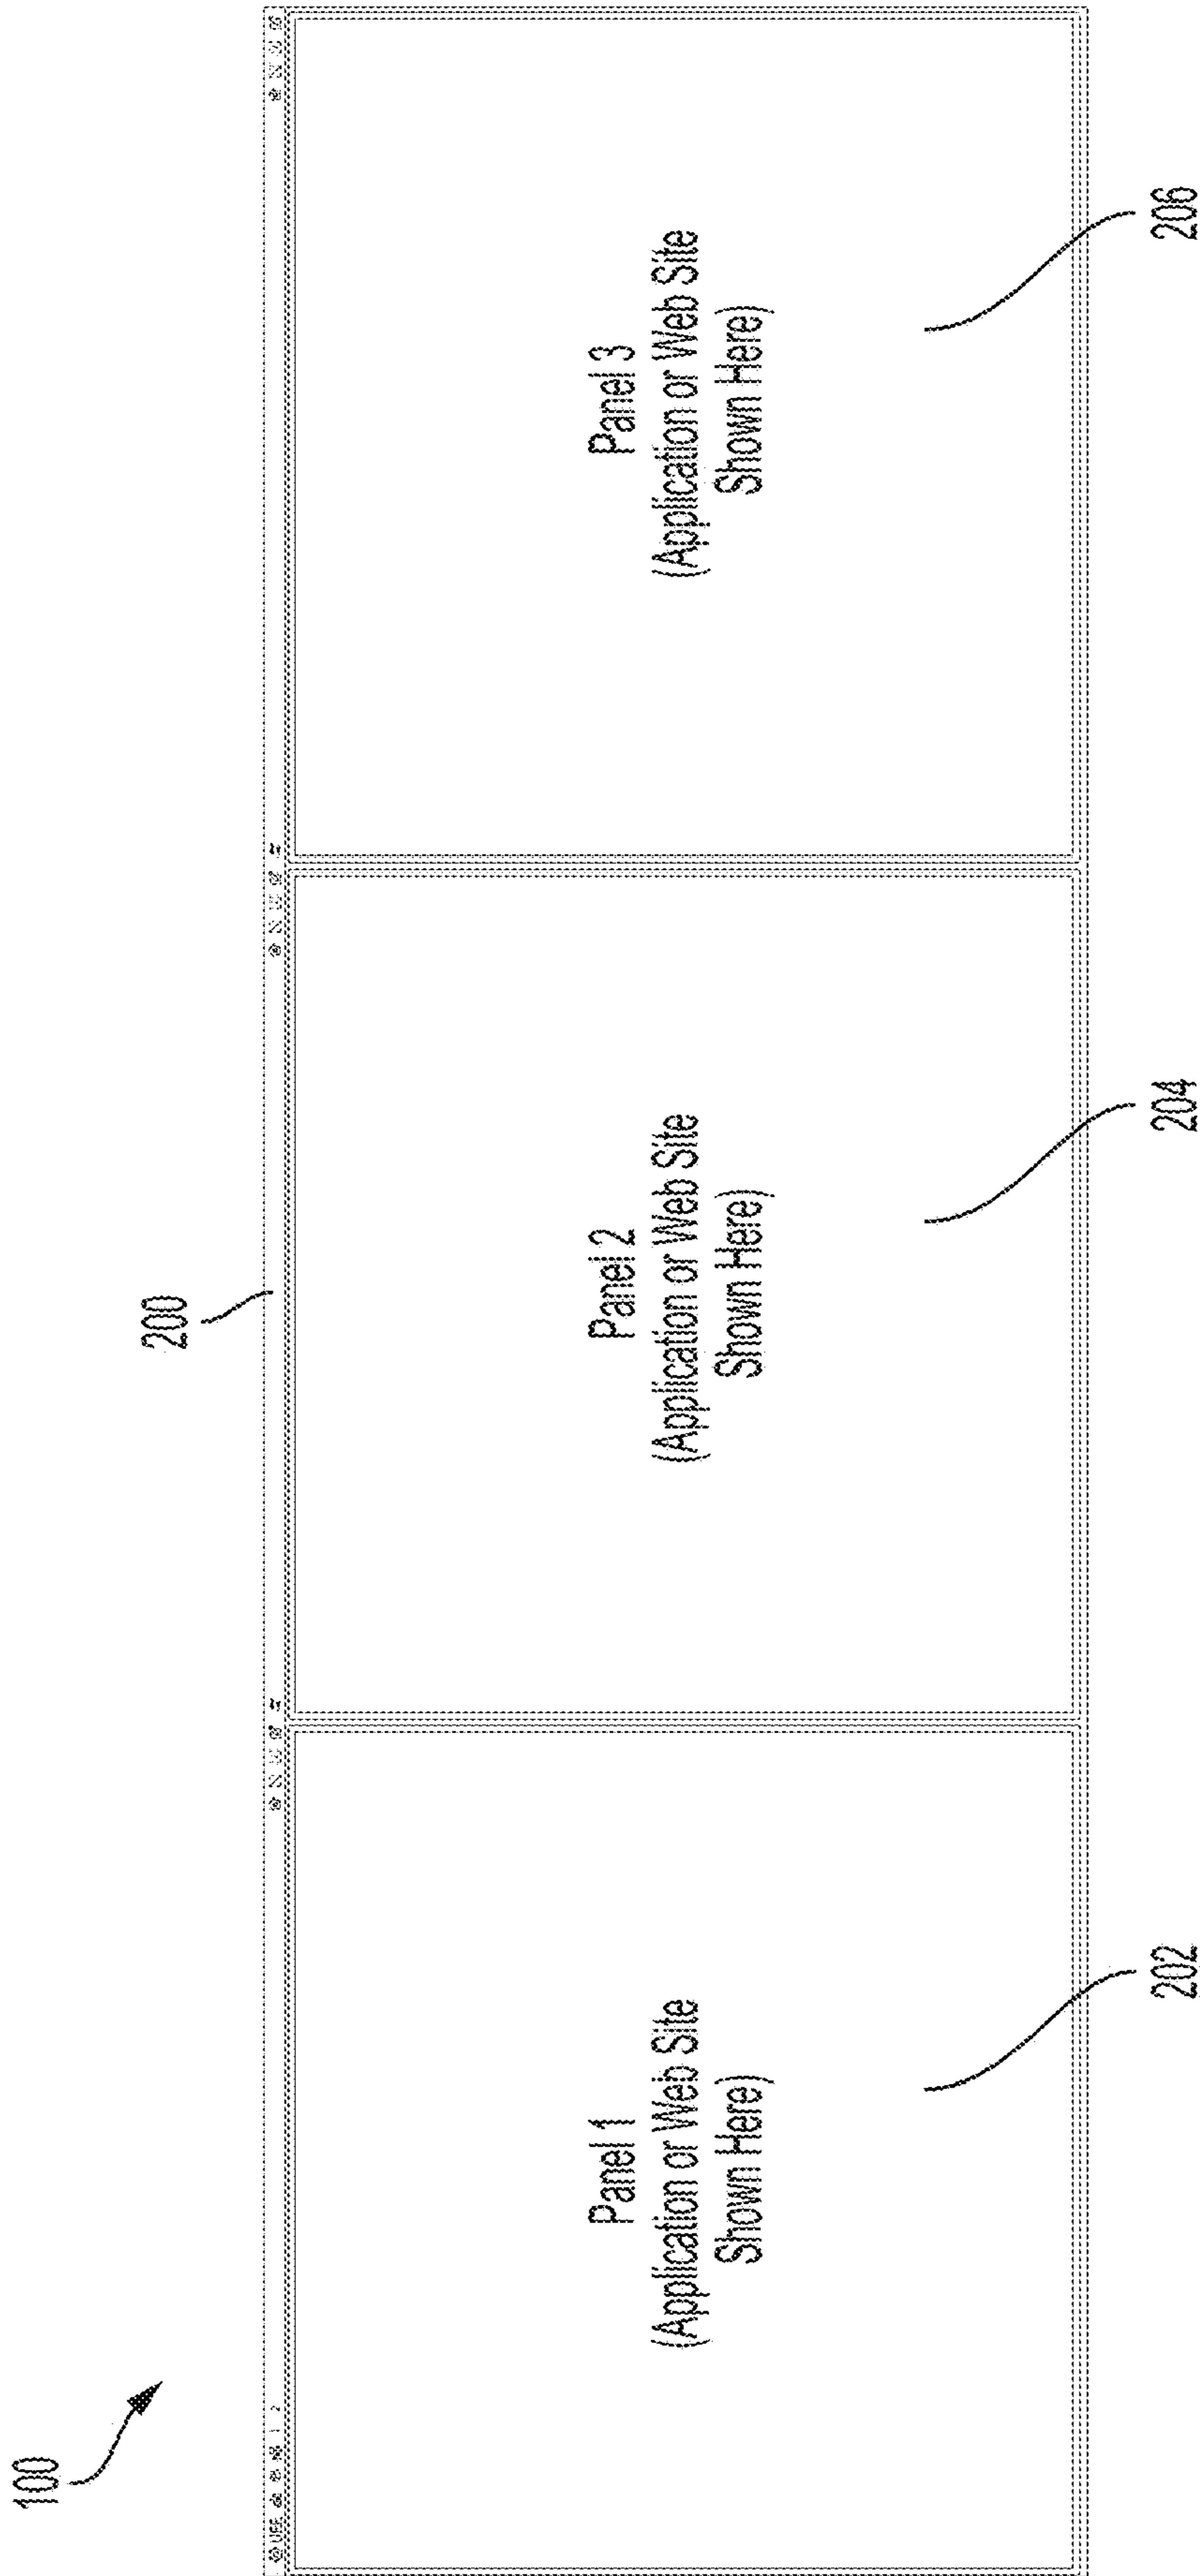 100
200
Panel 1
(Application or Web Site
Shown Here)
Panel 2
(Application or Web Site
Shown Here)
Panel 3
(Application or Web Site
Shown Here)
202
204
206